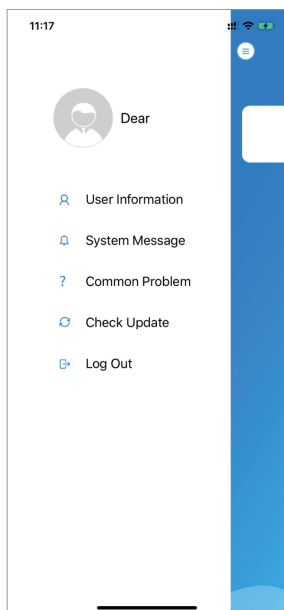 11:17
Dear
User Information
System Message
? Common Problem
Check Update
Log Out